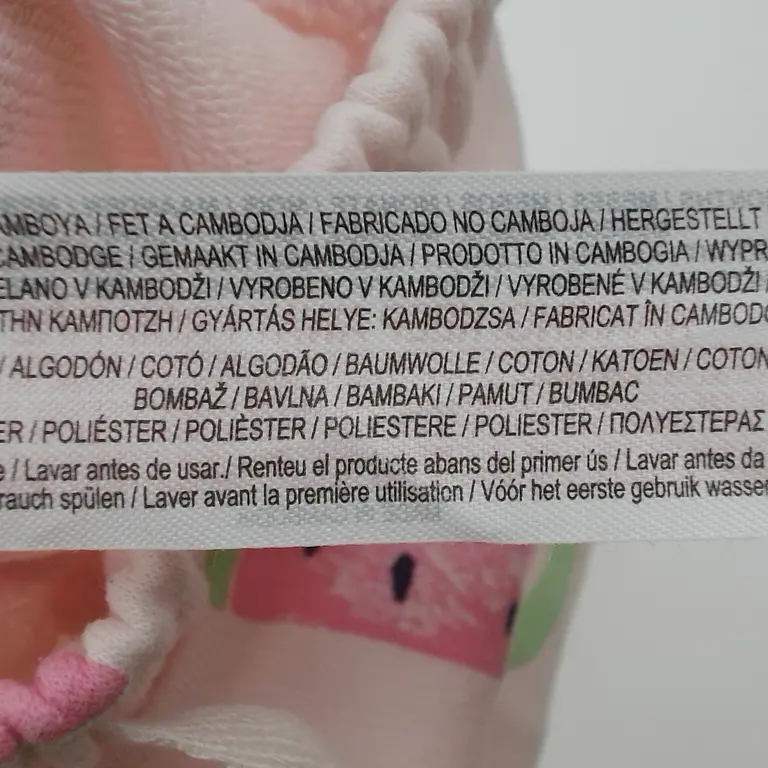 AMBOYA / FET A CAMBODJA / FABRICADO NO CAMBOJA / HERGESTELLT
CAMBODGE / GEMAAKT IN CAMBODJA / PRODOTTO IN CAMBOGIA / WYPR
ELANO V KAMBODŽI / VYROBENO V KAMBODŽI / VYROBENÉ V KAMBODŽI /
ΤΗΝ ΚΑΜΠΟΤΖΗ / GYÁRTÁS HELYE: KAMBODZSA / FABRICAT ÎN CAMBODG
/ ALGODÓN / COTÓ / ALGODÃO / BAUMWOLLE / COTON / KATOEN / COTON
BOMBAŽ / BAVLNA / BAMBAKI / PAMUT / BUMBAC
ER / POLIÉSTER / POLIÈSTER / POLIESTERE / POLIESTER / ΠΟΛΥΕΣΤΕΡΑΣ
e / Lavar antes de usar./ Renteu el producte abans del primer ús / Lavar antes da
rauch spülen / Laver avant la première utilisation / Vóór het eerste gebruik wassen